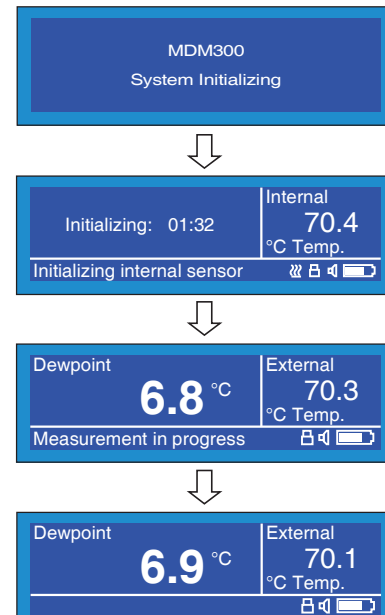 MDM300
System Initializing
Initializing: 01:32
Internal
70.4
°C Temp.
Initializing internal sensor
Dewpoint
6.8 °C
External
70.3
°C Temp.
Measurement in progress
Dewpoint
6.9 °C
External
70.1
°C Temp.